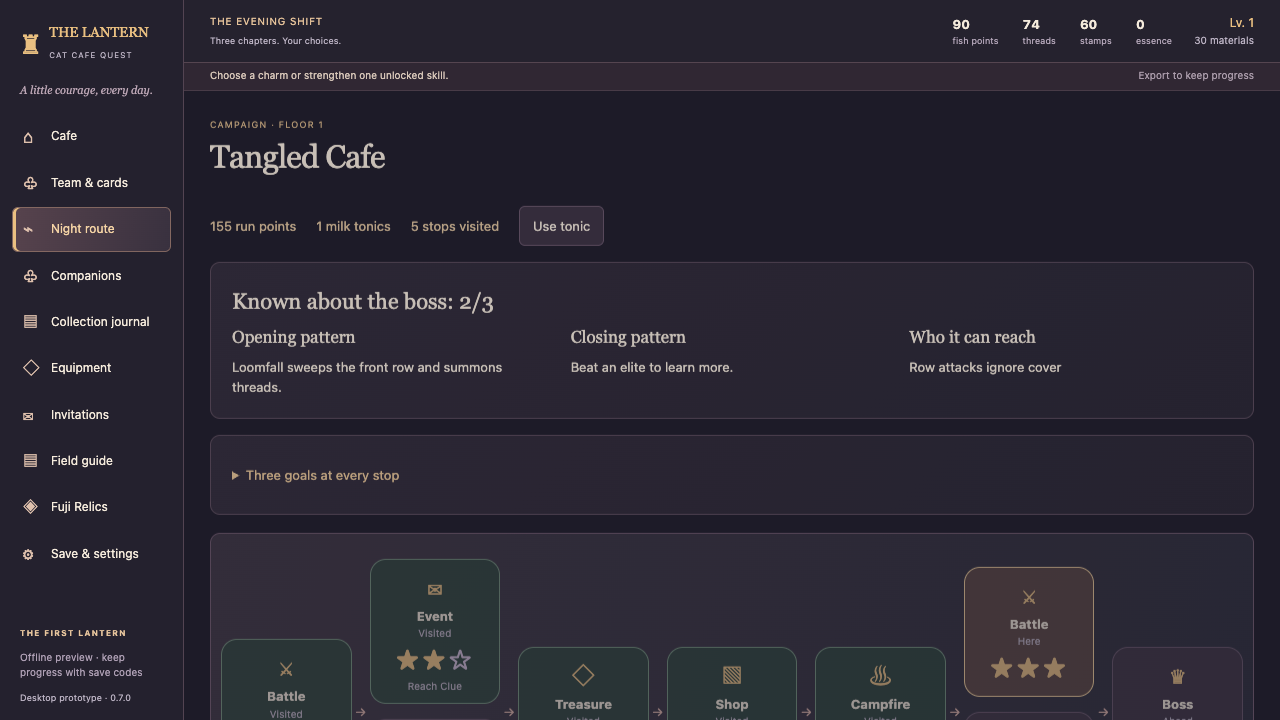 THE LANTERN
CAT CAFE QUEST
A little courage, every day.
Cafe
Team & cards
Night route
Companions
Collection journal
Equipment
Invitations
Field guide
Fuji Relics
Save & settings
THE FIRST LANTERN
Offline preview · keep
progress with save codes
Desktop prototype · 0.7.0
THE EVENING SHIFT
Three chapters. Your choices.
90
fish points
74
threads
60
stamps
0
essence
Lv. 1
30 materials
Choose a charm or strengthen one unlocked skill.
Export to keep progress
CAMPAIGN · FLOOR 1
Tangled Cafe
155 run points
1 milk tonics
5 stops visited
Use tonic
Known about the boss: 2/3
Opening pattern
Loomfall sweeps the front row and summons
threads.
Closing pattern
Beat an elite to learn more.
Who it can reach
Row attacks ignore cover
Three goals at every stop
Battle
Visited
Event
Visited
Reach Clue
Treasure
Visited
Shop
Visited
Campfire
Visited
Battle
Here
Boss
Ahead